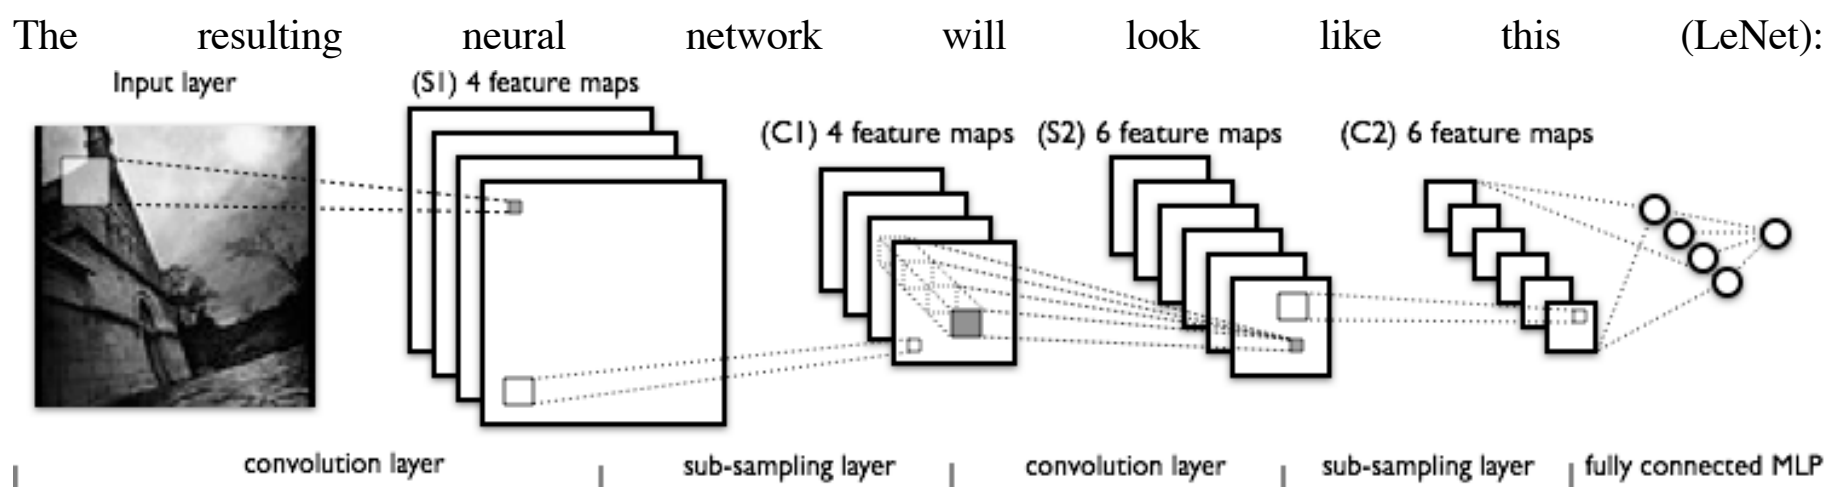 The resulting neural network will look like this (LeNet):
Input layer
(S1) 4 feature maps
(C1) 4 feature maps
(S2) 6 feature maps
(C2) 6 feature maps
convolution layer
sub-sampling layer
convolution layer
sub-sampling layer
fully connected MLP